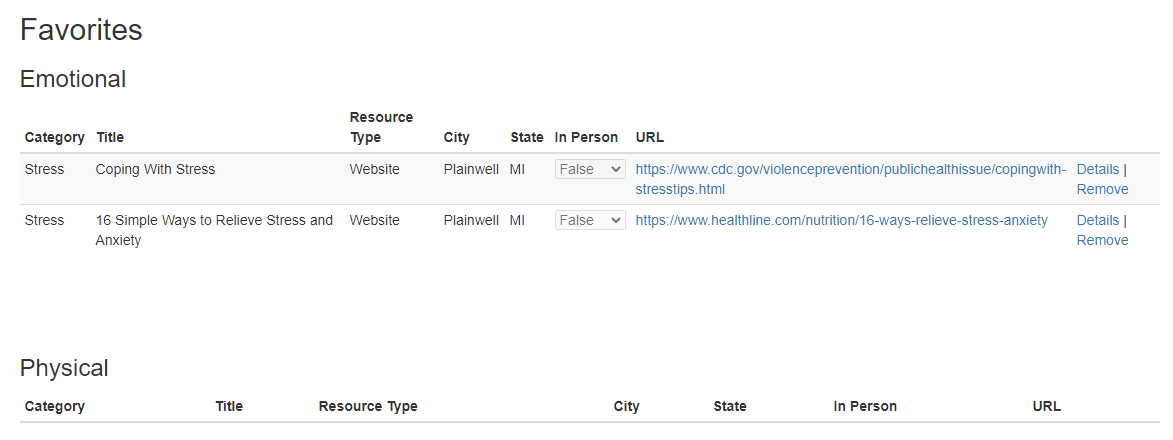 Favorites
Emotional
Category Title Resource Type City State In Person URL
Stress Coping With Stress Website Plainwell MI False https://www.cdc.gov/violenceprevention/publichealthissue/copingwith-stresstips.html Details | Remove
Stress 16 Simple Ways to Relieve Stress and Anxiety Website Plainwell MI False https://www.healthline.com/nutrition/16-ways-relieve-stress-anxiety Details | Remove
Physical
Category Title Resource Type City State In Person URL